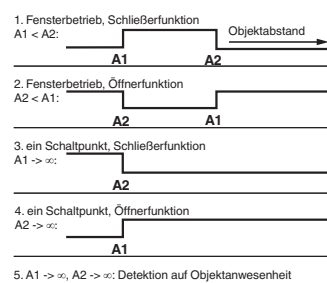 1. Fensterbetrieb, Schließerfunktion
A1 < A2:
Objektabstand
A1
A2
2. Fensterbetrieb, Öffnerfunktion
A2 < A1:
A2
A1
3. ein Schaltpunkt, Schließerfunktion
A1 -> ∞:
A2
4. ein Schaltpunkt, Öffnerfunktion
A2 -> ∞:
A1
5. A1 -> ∞, A2 -> ∞: Detektion auf Objektanwesenheit